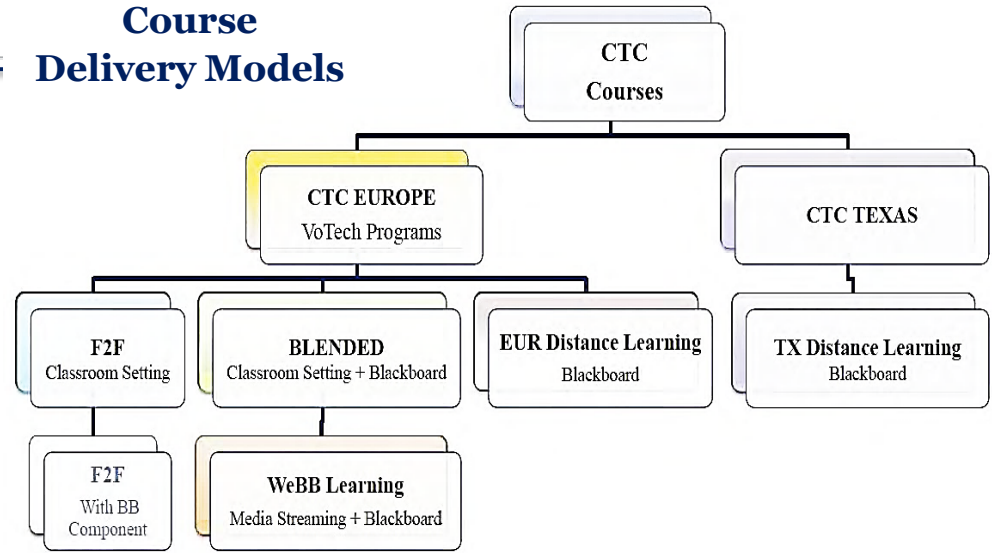 Course
Delivery Models
CTC
Courses
CTC EUROPE
VoTech Programs
CTC TEXAS
F2F
Classroom Setting
BLENDED
Classroom Setting + Blackboard
EUR Distance Learning
Blackboard
TX Distance Learning
Blackboard
F2F
With BB
Component
WeBB Learning
Media Streaming + Blackboard